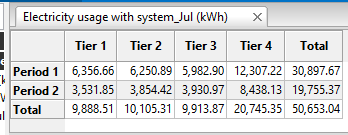 Electricity usage with system_Jul (kWh)
Tier 1 Tier 2 Tier 3 Tier 4 Total
Period 1 6,356.66 6,250.89 5,982.90 12,307.22 30,897.67
Period 2 3,531.85 3,854.42 3,930.97 8,438.13 19,755.37
Total 9,888.51 10,105.31 9,913.87 20,745.35 50,653.04